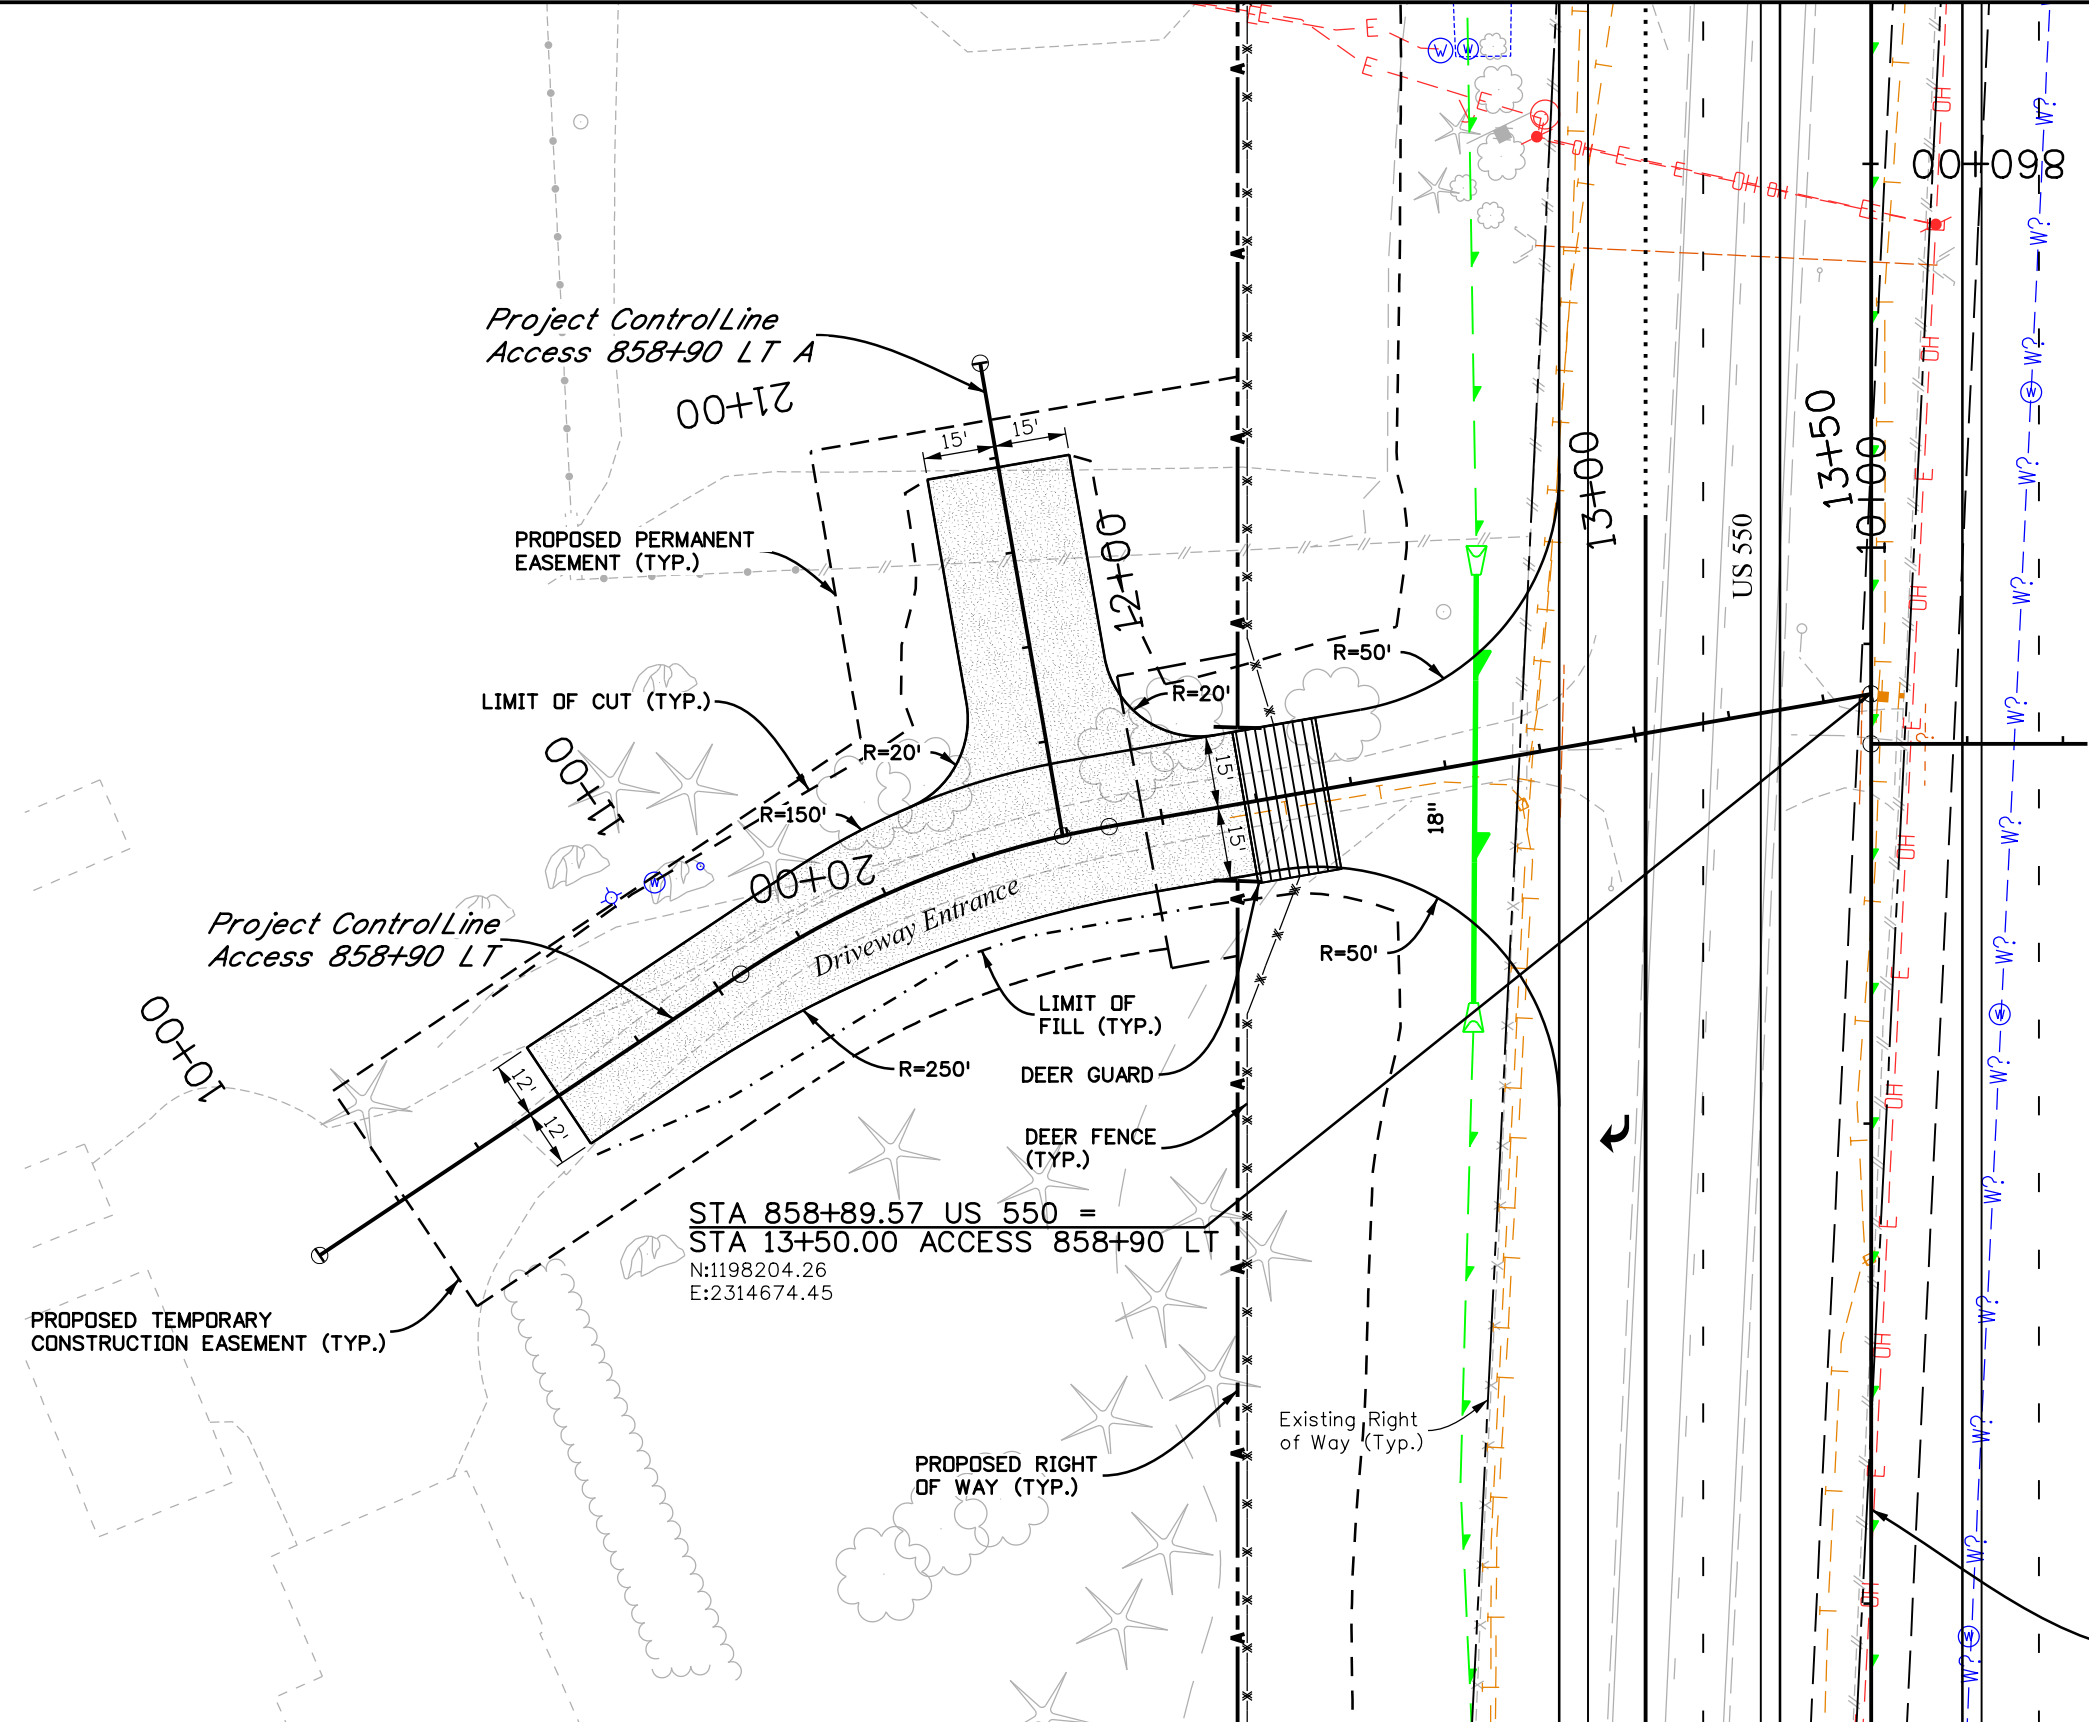 860+00
Project Control Line
Access 858+90 LT A
21+00
15'
15'
13+50
10+00
13+00
US 550
PROPOSED PERMANENT
EASEMENT (TYP.)
12+00
R=50'
LIMIT OF CUT (TYP.)
R=20'
R=20'
11+00
15'
R=150'
18"
15'
20+00
Driveway Entrance
Project Control Line
Access 858+90 LT
R=50'
10+00
LIMIT OF
FILL (TYP.)
R=250'
DEER GUARD
12'
12'
DEER FENCE
(TYP.)
STA 858+89.57 US 550 =
STA 13+50.00 ACCESS 858+90 LT
N:1198204.26
E:2314674.45
PROPOSED TEMPORARY
CONSTRUCTION EASEMENT (TYP.)
Existing Right
of Way (Typ.)
PROPOSED RIGHT
OF WAY (TYP.)